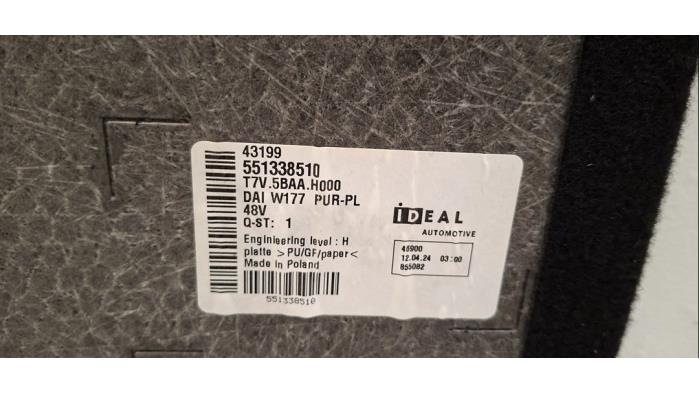 43199
551338510
T7V.5BAA.H000
DAI W177 PUR-PL
48V
Q-ST: 1
Engineering level : H
platte >PU/GF/paper<
Made in Poland
551338510
iDEAL
AUTOMOTIVE
46900
12.04.24 03:00
855082